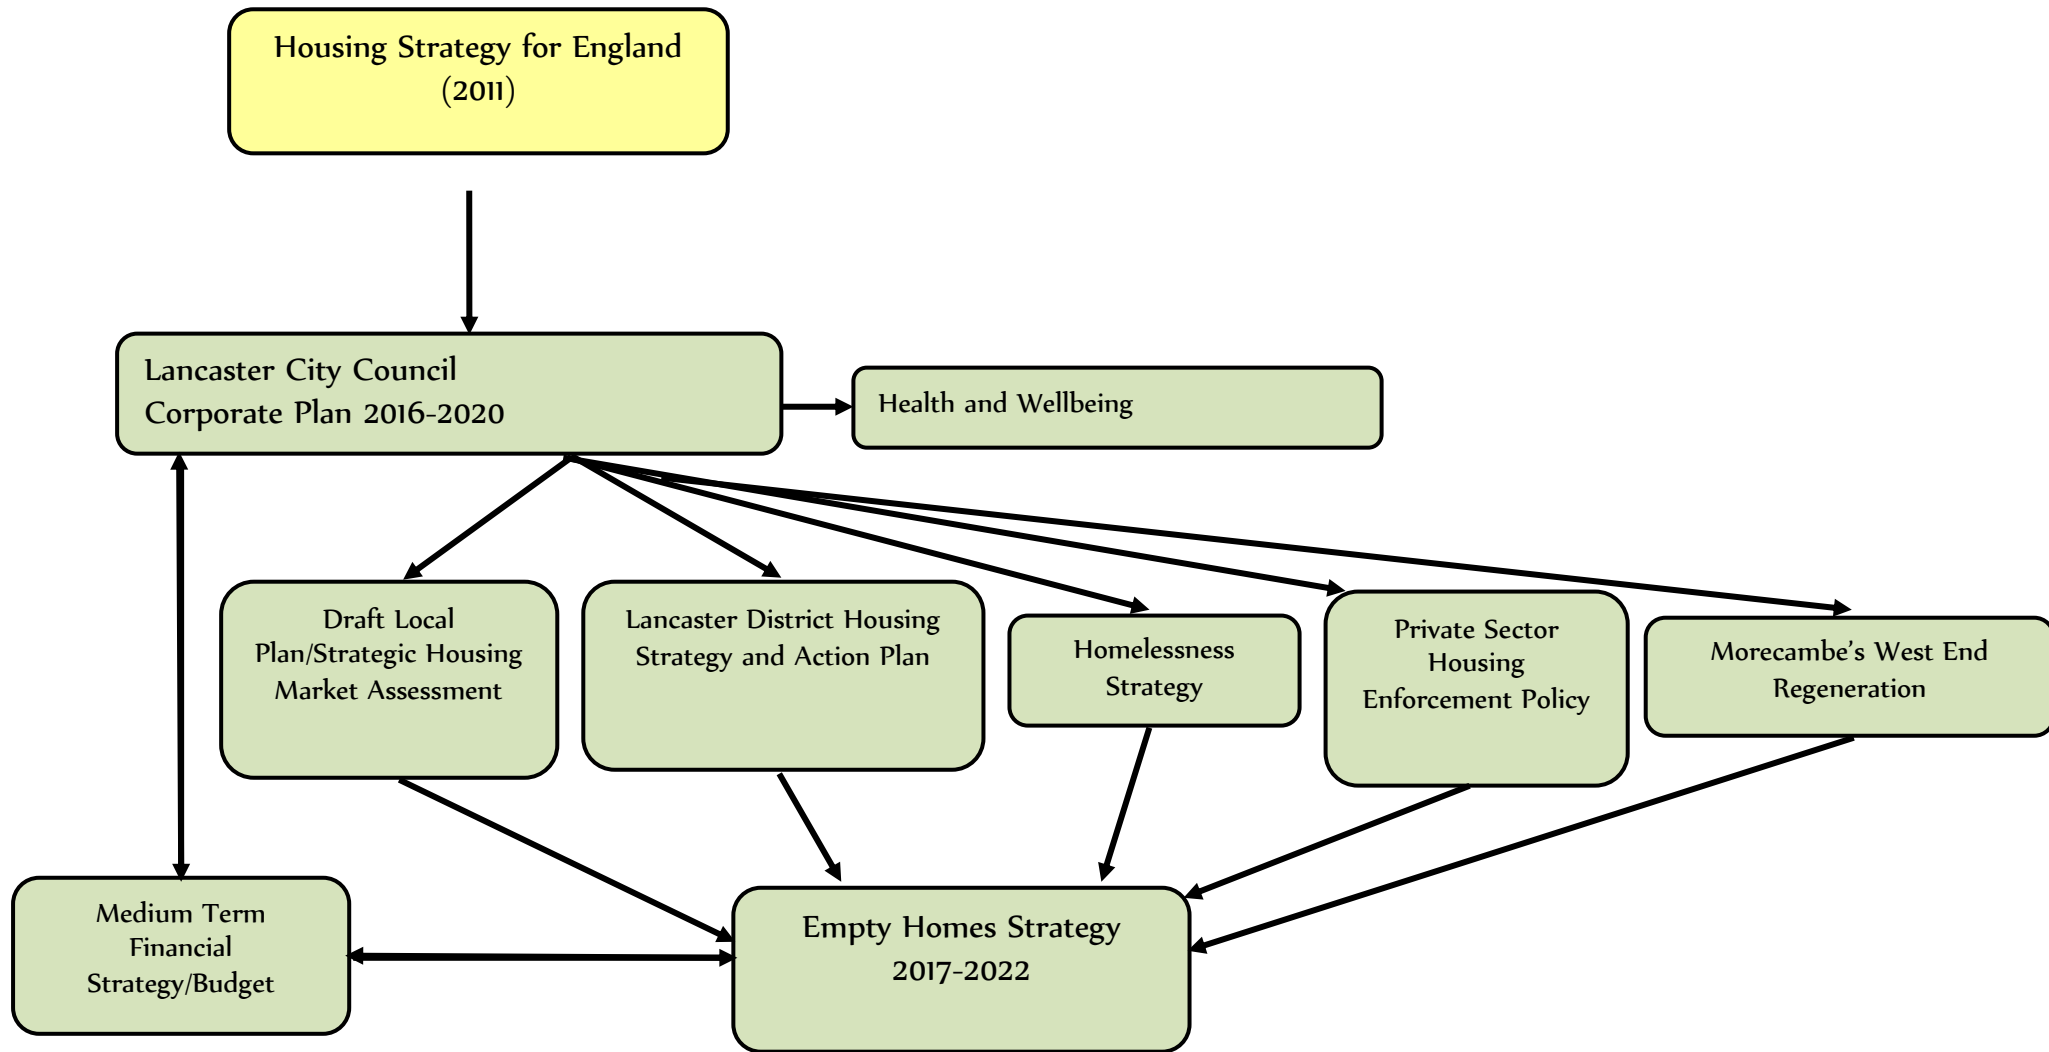 Housing Strategy for England
(2011)
Lancaster City Council
Corporate Plan 2016-2020
Health and Wellbeing
Draft Local
Plan/Strategic Housing
Market Assessment
Lancaster District Housing
Strategy and Action Plan
Homelessness
Strategy
Private Sector
Housing
Enforcement Policy
Morecambe’s West End
Regeneration
Medium Term
Financial
Strategy/Budget
Empty Homes Strategy
2017-2022